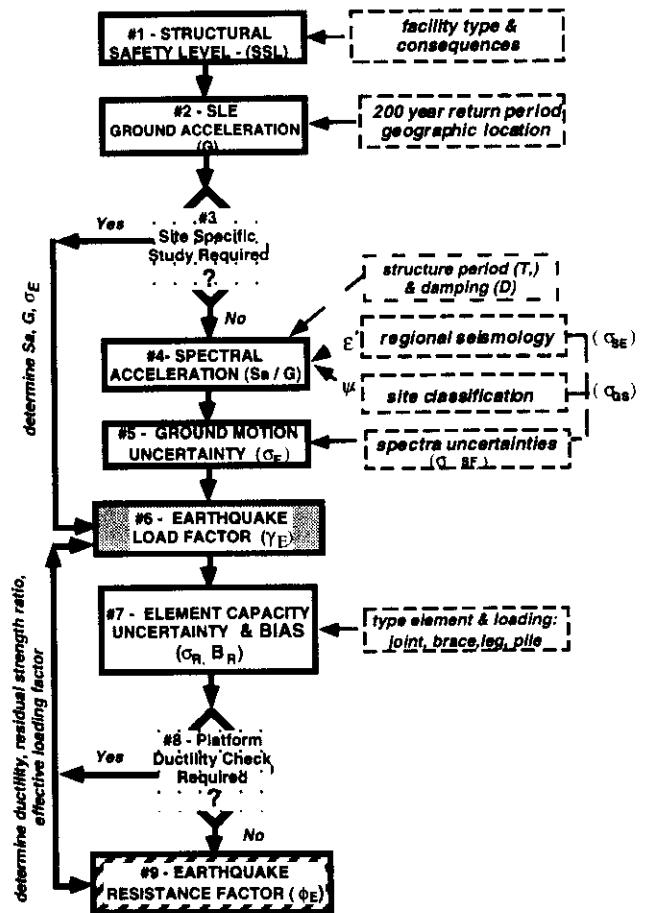 #1 - STRUCTURAL
SAFETY LEVEL - (SSL)
facility type &
consequences
#2 - SLE
GROUND ACCELERATION
(G)
200 year return period
geographic location
#3
Site Specific
Study Required
?
Yes
No
determine Sa, G, σE
structure period (T,)
& damping (D)
#4- SPECTRAL
ACCELERATION (Sa / G)
ε'
regional seismology
(σSE)
ψ
site classification
(σGS)
#5 - GROUND MOTION
UNCERTAINTY (σE)
spectra uncertainties
(σ SF )
#6 - EARTHQUAKE
LOAD FACTOR (γE)
#7 - ELEMENT CAPACITY
UNCERTAINTY & BIAS
(σR, BR)
type element & loading:
joint, brace,leg, pile
#8 - Platform
Ductility Check
Required
?
Yes
No
determine ductility, residual strength ratio,
effective loading factor
#9 - EARTHQUAKE
RESISTANCE FACTOR (ϕE)